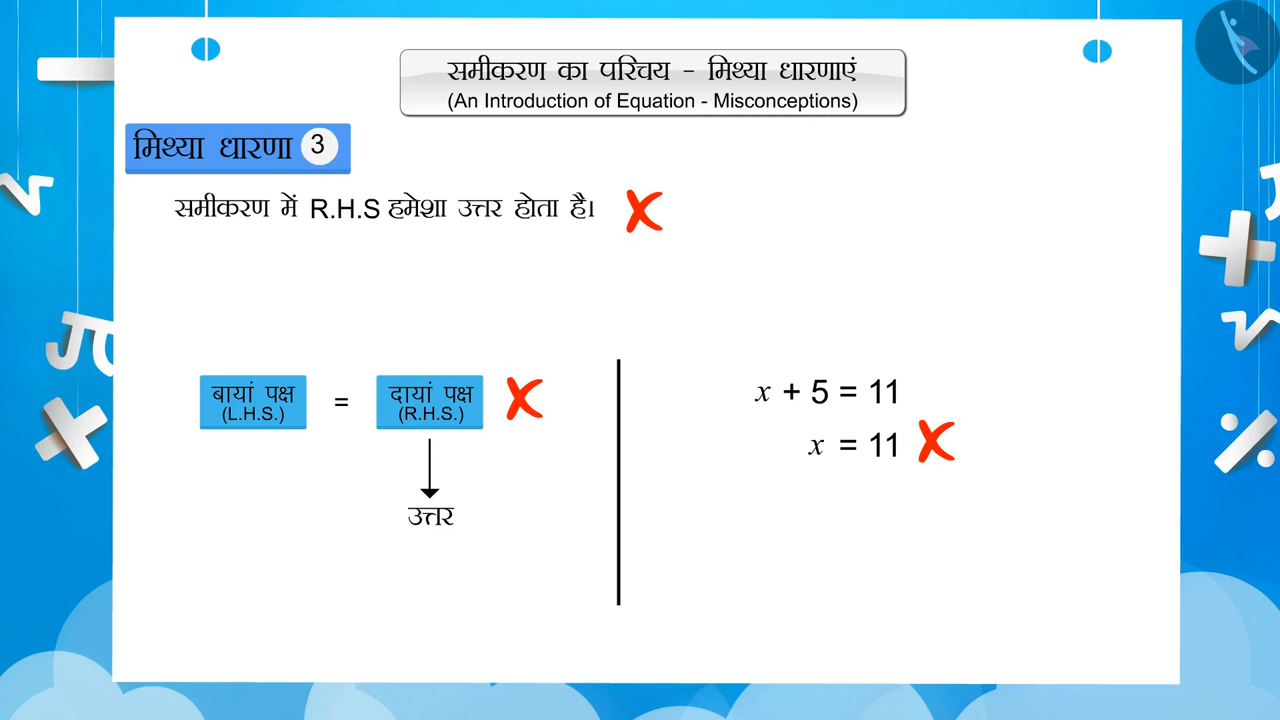 समीकरण का परिचय - मिथ्या धारणाएं
(An Introduction of Equation - Misconceptions)
मिथ्या धारणा 3
समीकरण में R.H.S हमेशा उत्तर होता है।
बायां पक्ष = दायां पक्ष
(L.H.S.) (R.H.S.)
उत्तर
x + 5 = 11
x = 11